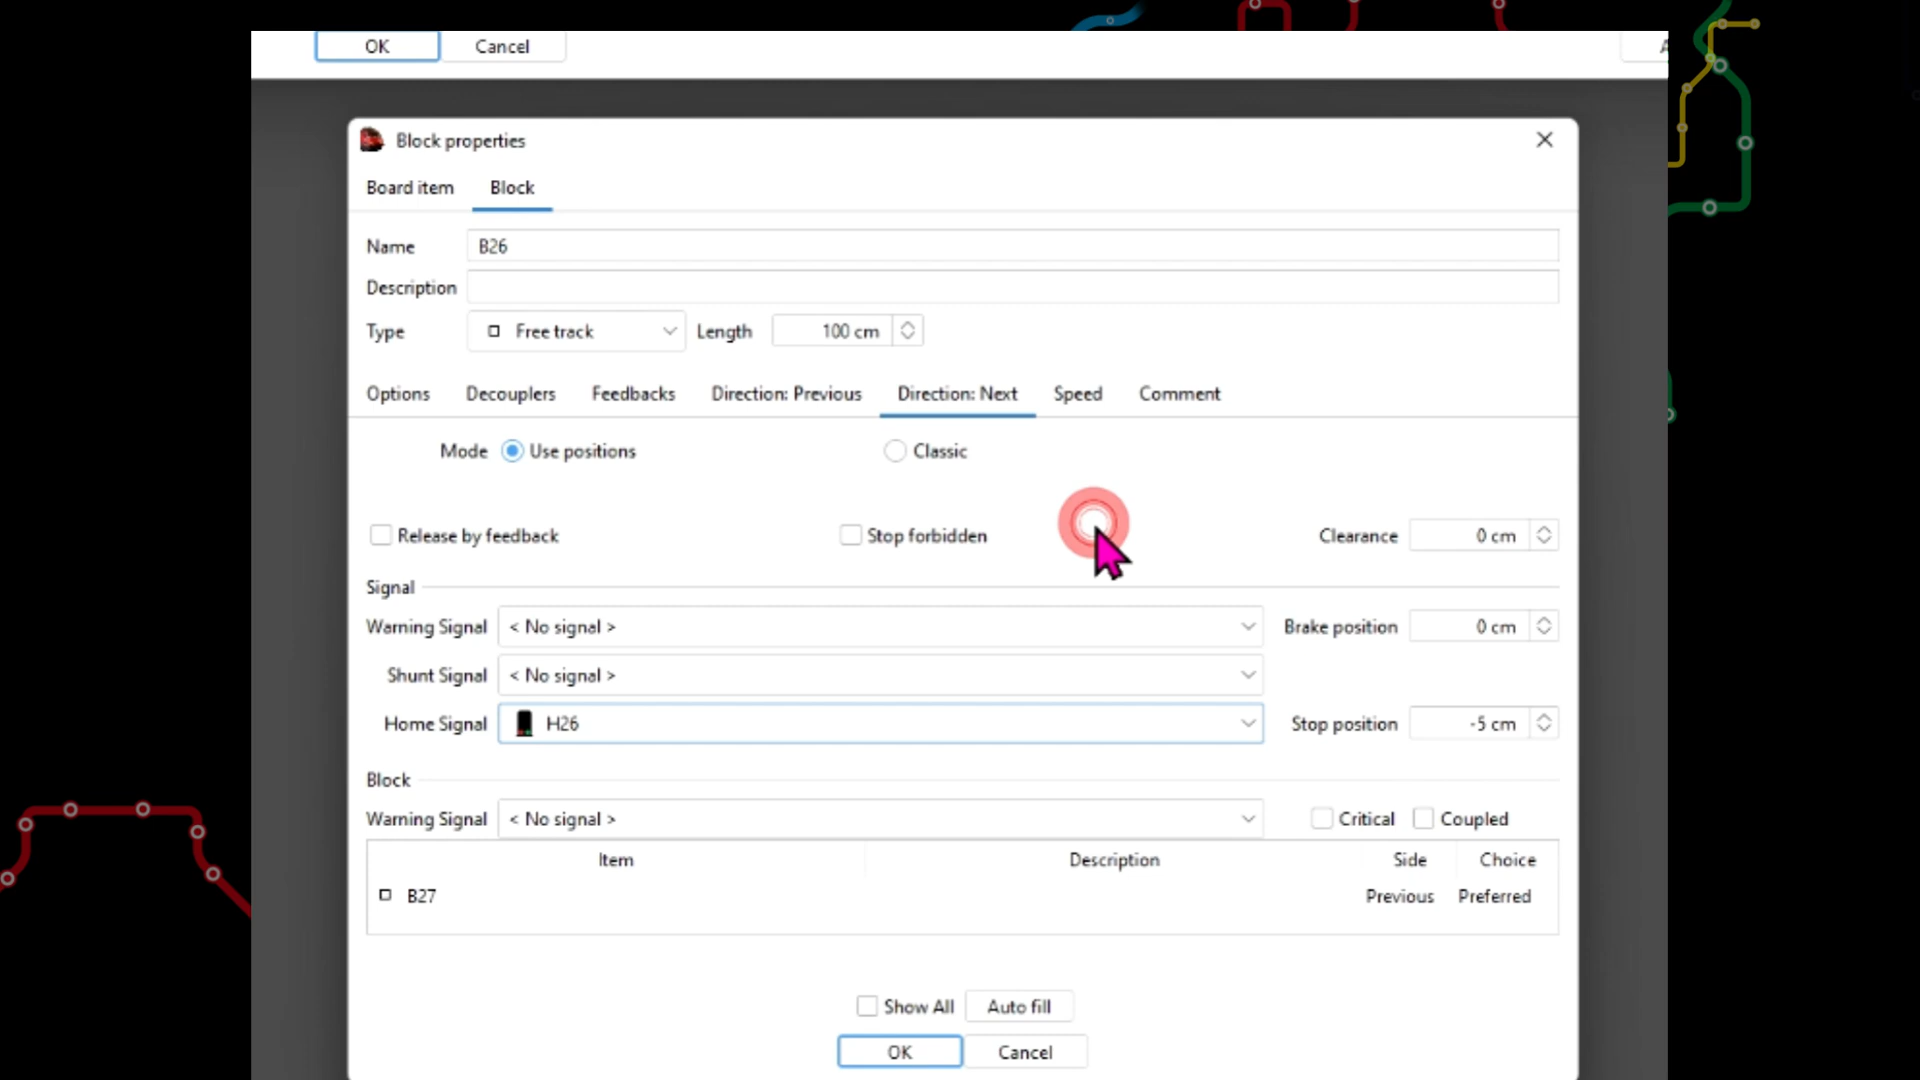 OK Cancel
Block properties
Board item Block
Name B26
Description
Type Free track Length 100 cm
Options Decouplers Feedbacks Direction: Previous Direction: Next Speed Comment
Mode Use positions Classic
Release by feedback Stop forbidden Clearance 0 cm
Signal
Warning Signal < No signal > Brake position 0 cm
Shunt Signal < No signal >
Home Signal H26 Stop position -5 cm
Block
Warning Signal < No signal > Critical Coupled
Item Description Side Choice
B27 Previous Preferred
Show All Auto fill
OK Cancel